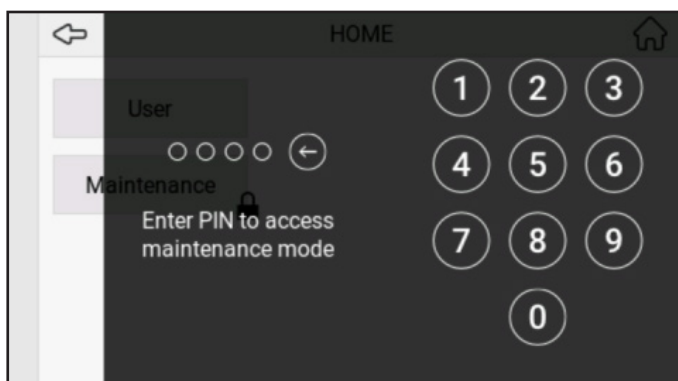 HOME
User
Maintenance
Enter PIN to access
maintenance mode
1 2 3
4 5 6
7 8 9
0